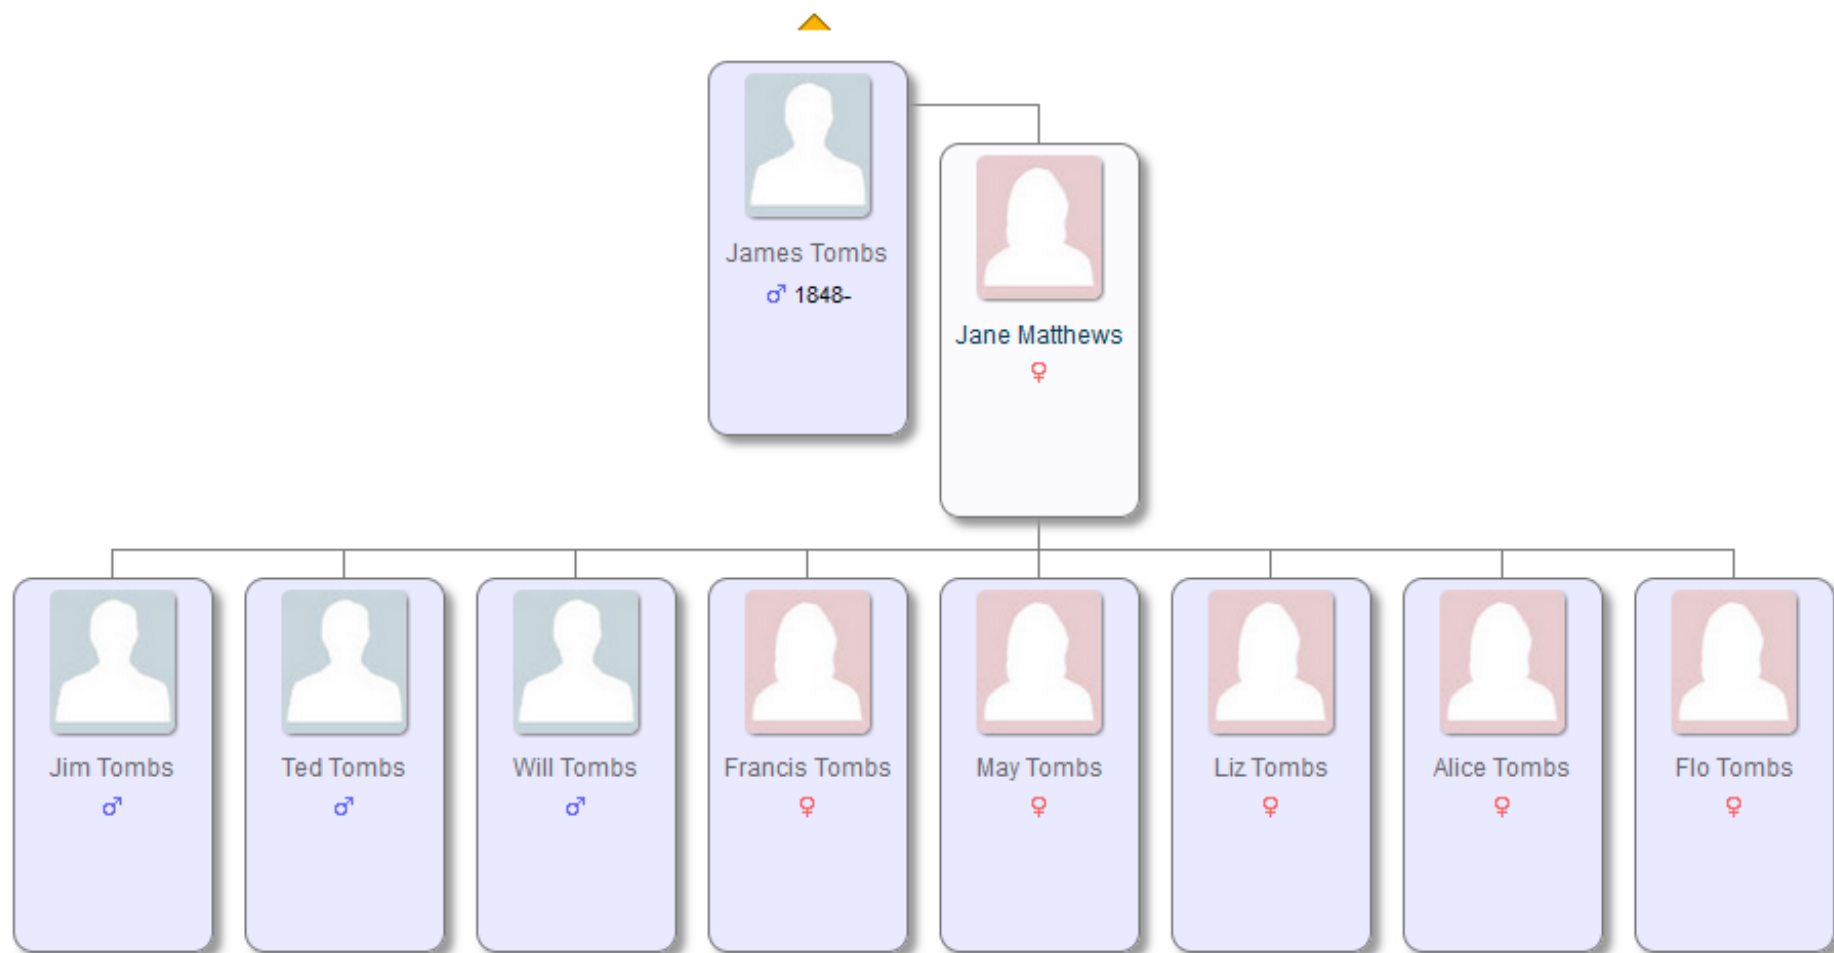 James Tombs
♂ 1848-
Jane Matthews
♀
Jim Tombs
♂
Ted Tombs
♂
Will Tombs
♂
Francis Tombs
♀
May Tombs
♀
Liz Tombs
♀
Alice Tombs
♀
Flo Tombs
♀